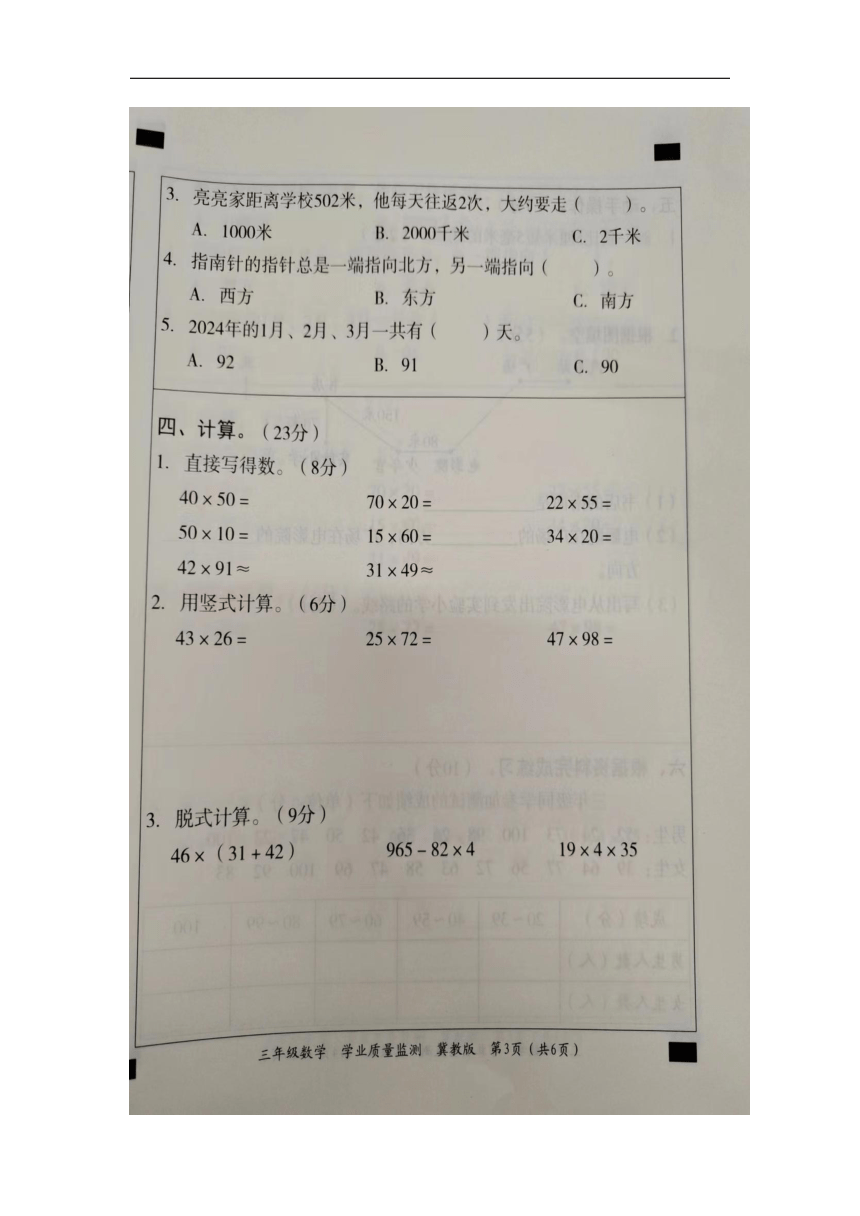 3. 亮亮家距离学校502米，他每天往返2次，大约要走（  ）。
A. 1000米 B. 2000千米 C. 2千米
4. 指南针的指针总是一端指向北方，另一端指向（  ）。
A. 西方 B. 东方 C. 南方
5. 2024年的1月、2月、3月一共有（  ）天。
A. 92 B. 91 C. 90
四、计算。（23分）
1. 直接写得数。（8分）
40×50= 70×20= 22×55=
50×10= 15×60= 34×20=
42×91≈ 31×49≈
2. 用竖式计算。（6分）
43×26= 25×72= 47×98=
3. 脱式计算。（9分）
46×（31+42） 965-82×4 19×4×35
三年级数学 学业质量监测 冀教版 第3页（共6页）